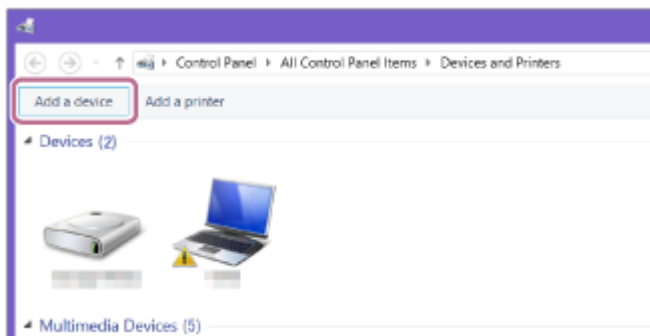 Control Panel All Control Panel Items Devices and Printers
Add a device Add a printer
Devices (2)
Multimedia Devices (5)